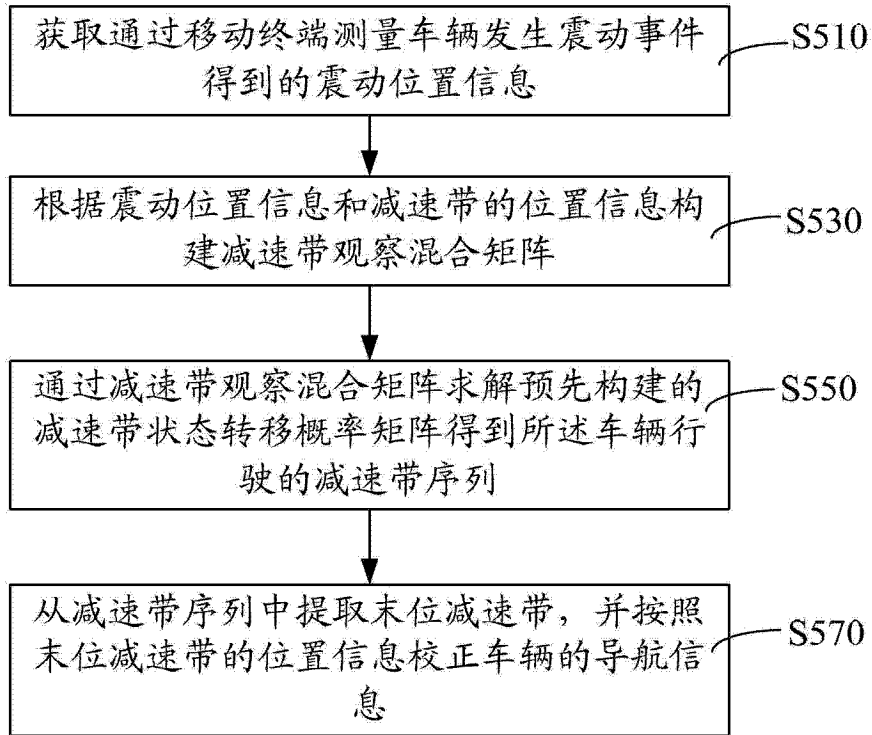 获取通过移动终端测量车辆发生震动事件
得到的震动位置信息
S510
根据震动位置信息和减速带的位置信息构
建减速带观察混合矩阵
S530
通过减速带观察混合矩阵求解预先构建的
减速带状态转移概率矩阵得到所述车辆行
驶的减速带序列
S550
从减速带序列中提取末位减速带，并按照
末位减速带的位置信息校正车辆的导航信
息
S570